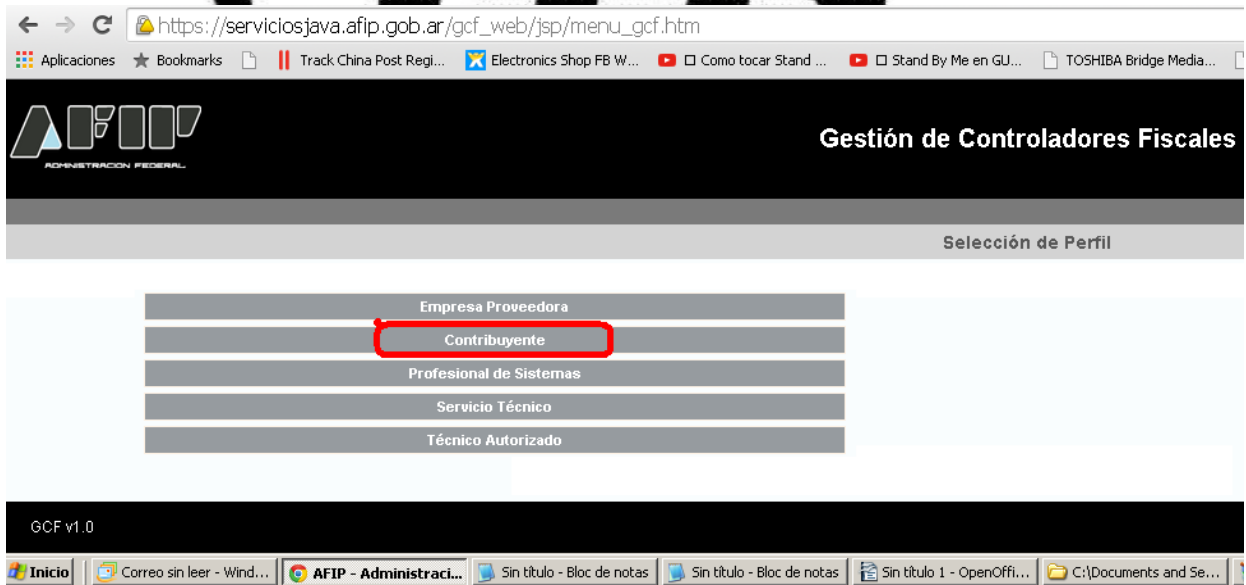 https://serviciosjava.afip.gob.ar/gcf_web/jsp/menu_gcf.htm
Aplicaciones Bookmarks Track China Post Regi... Electronics Shop FB W... Como tocar Stand ... Stand By Me en GU... TOSHIBA Bridge Media...
AFIP
ADMINISTRACION FEDERAL
Gestión de Controladores Fiscales
Selección de Perfil
Empresa Proveedora
Contribuyente
Profesional de Sistemas
Servicio Técnico
Técnico Autorizado
GCF v1.0
Inicio Correo sin leer - Wind... AFIP - Administraci... Sin título - Bloc de notas Sin título - Bloc de notas Sin título 1 - OpenOffi... C:\Documents and Se...